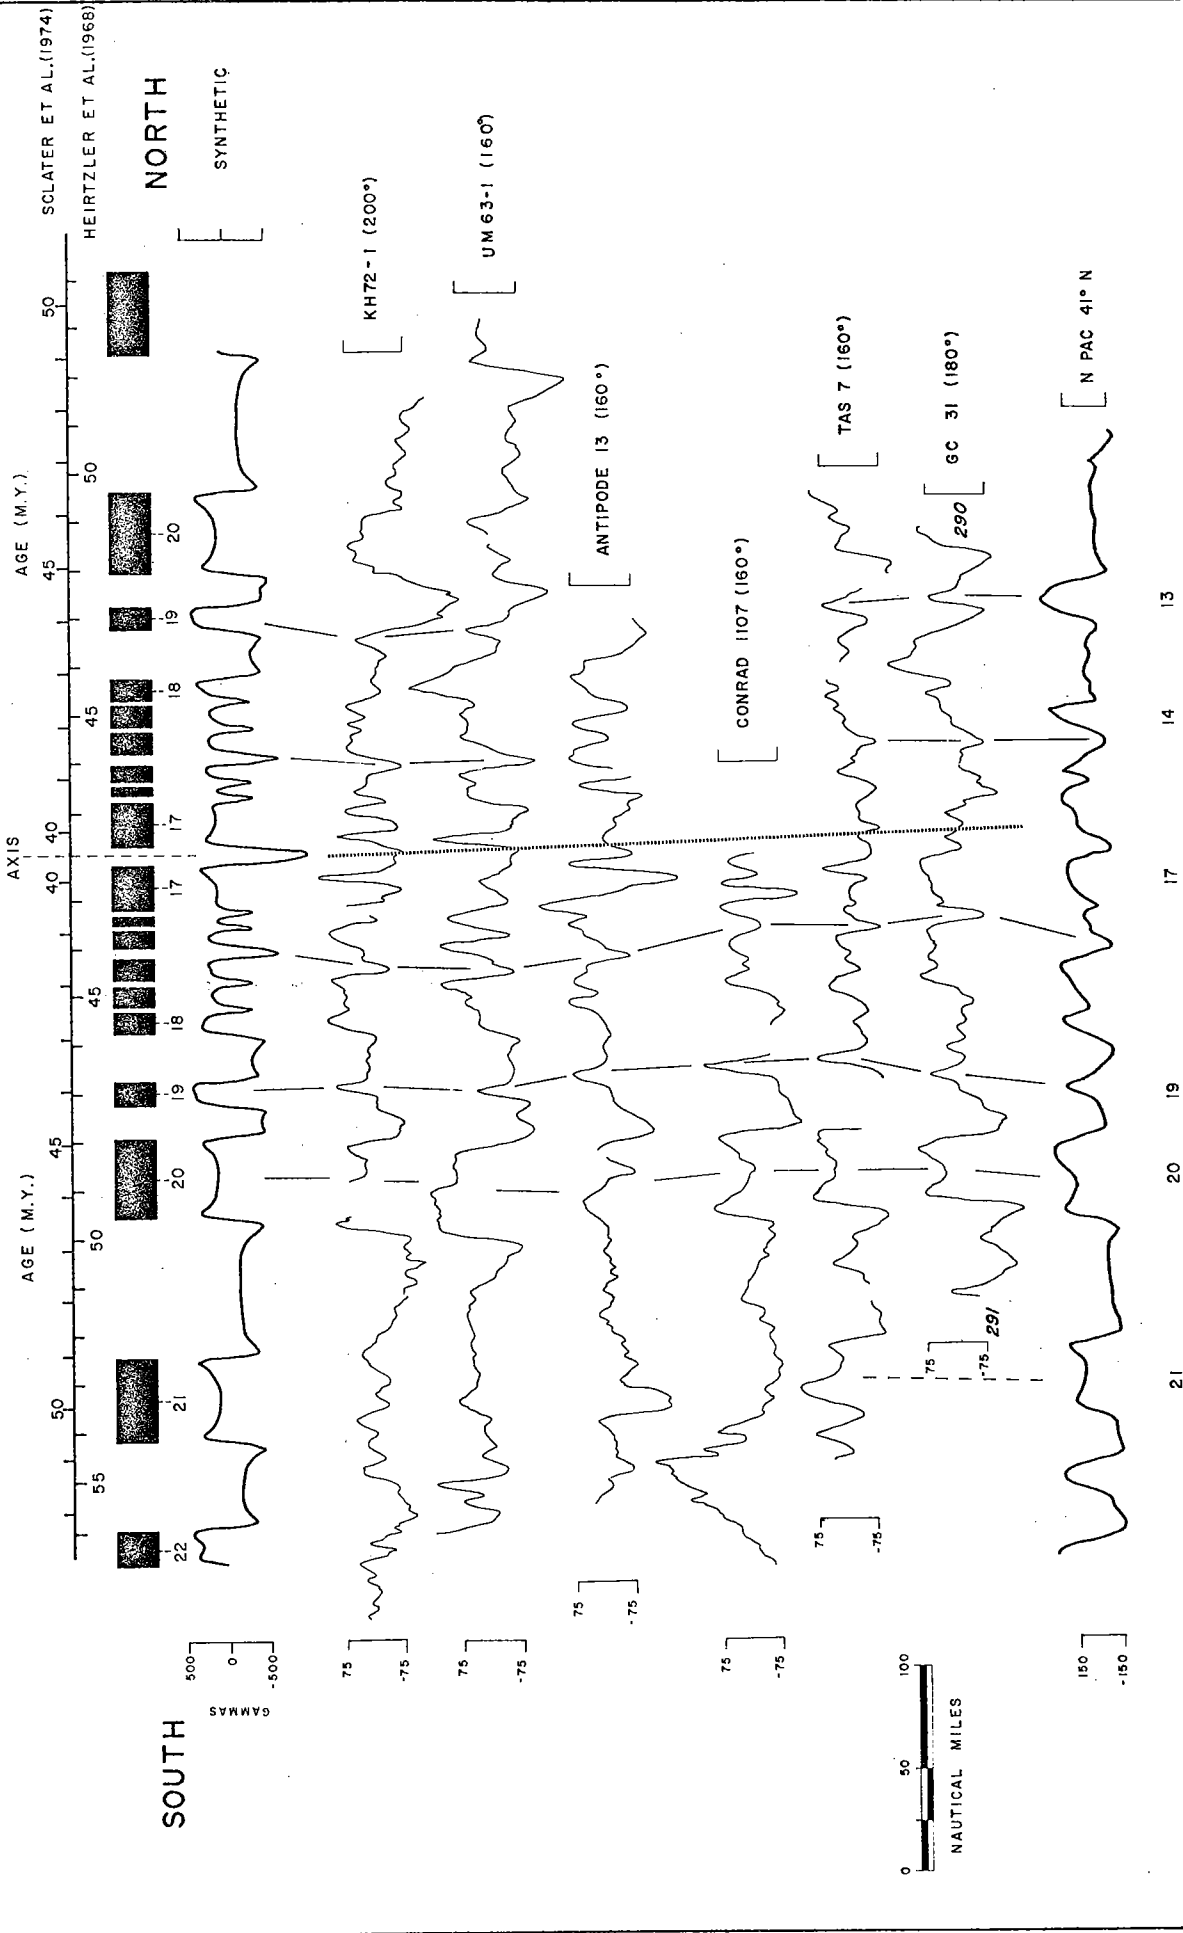 SCLATER ET AL.(1974)
HEIRTZLER ET AL.(1968)
AGE (M.Y.)
AXIS
AGE (M.Y.)
50
45
40
45
50
50
45
40
45
50
55
NORTH
SOUTH
20
19
18
17
17
18
19
20
21
22
SYNTHETIC
500
0
-500
GAMMAS
KH72-1 (200°)
75
-75
UM 63-1 (160°)
75
-75
ANTIPODE 13 (160°)
75
-75
CONRAD 1107 (160°)
75
-75
TAS 7 (160°)
75
-75
GC 31 (180°)
290
291
75
-75
N PAC 41° N
150
-150
13
14
17
19
20
21
0
50
100
NAUTICAL MILES